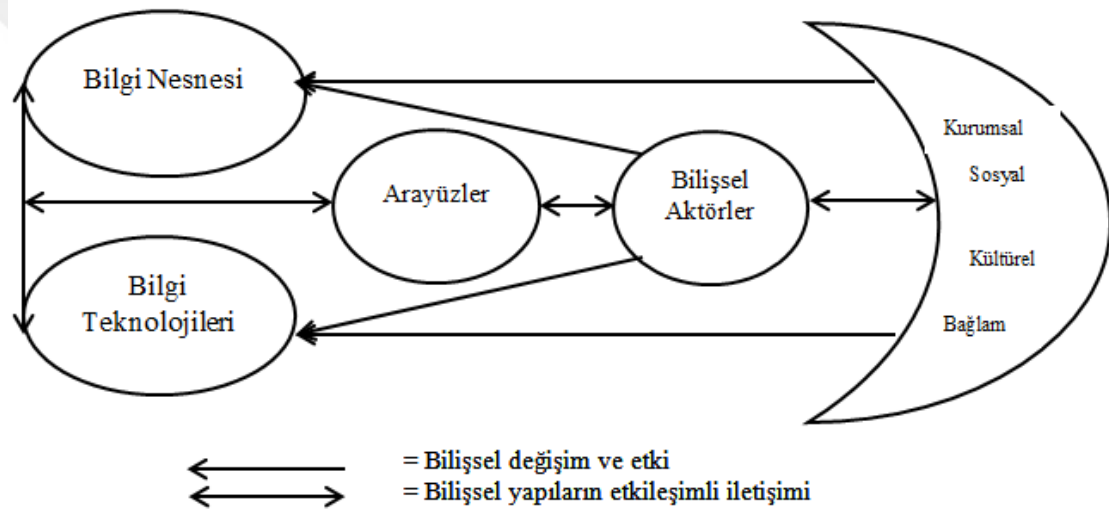 Bilgi Nesnesi
Arayüzler
Bilişsel
Aktörler
Bilgi
Teknolojileri
Kurumsal
Sosyal
Kültürel
Bağlam
= Bilişsel değişim ve etki
= Bilişsel yapıların etkileşimli iletişimi